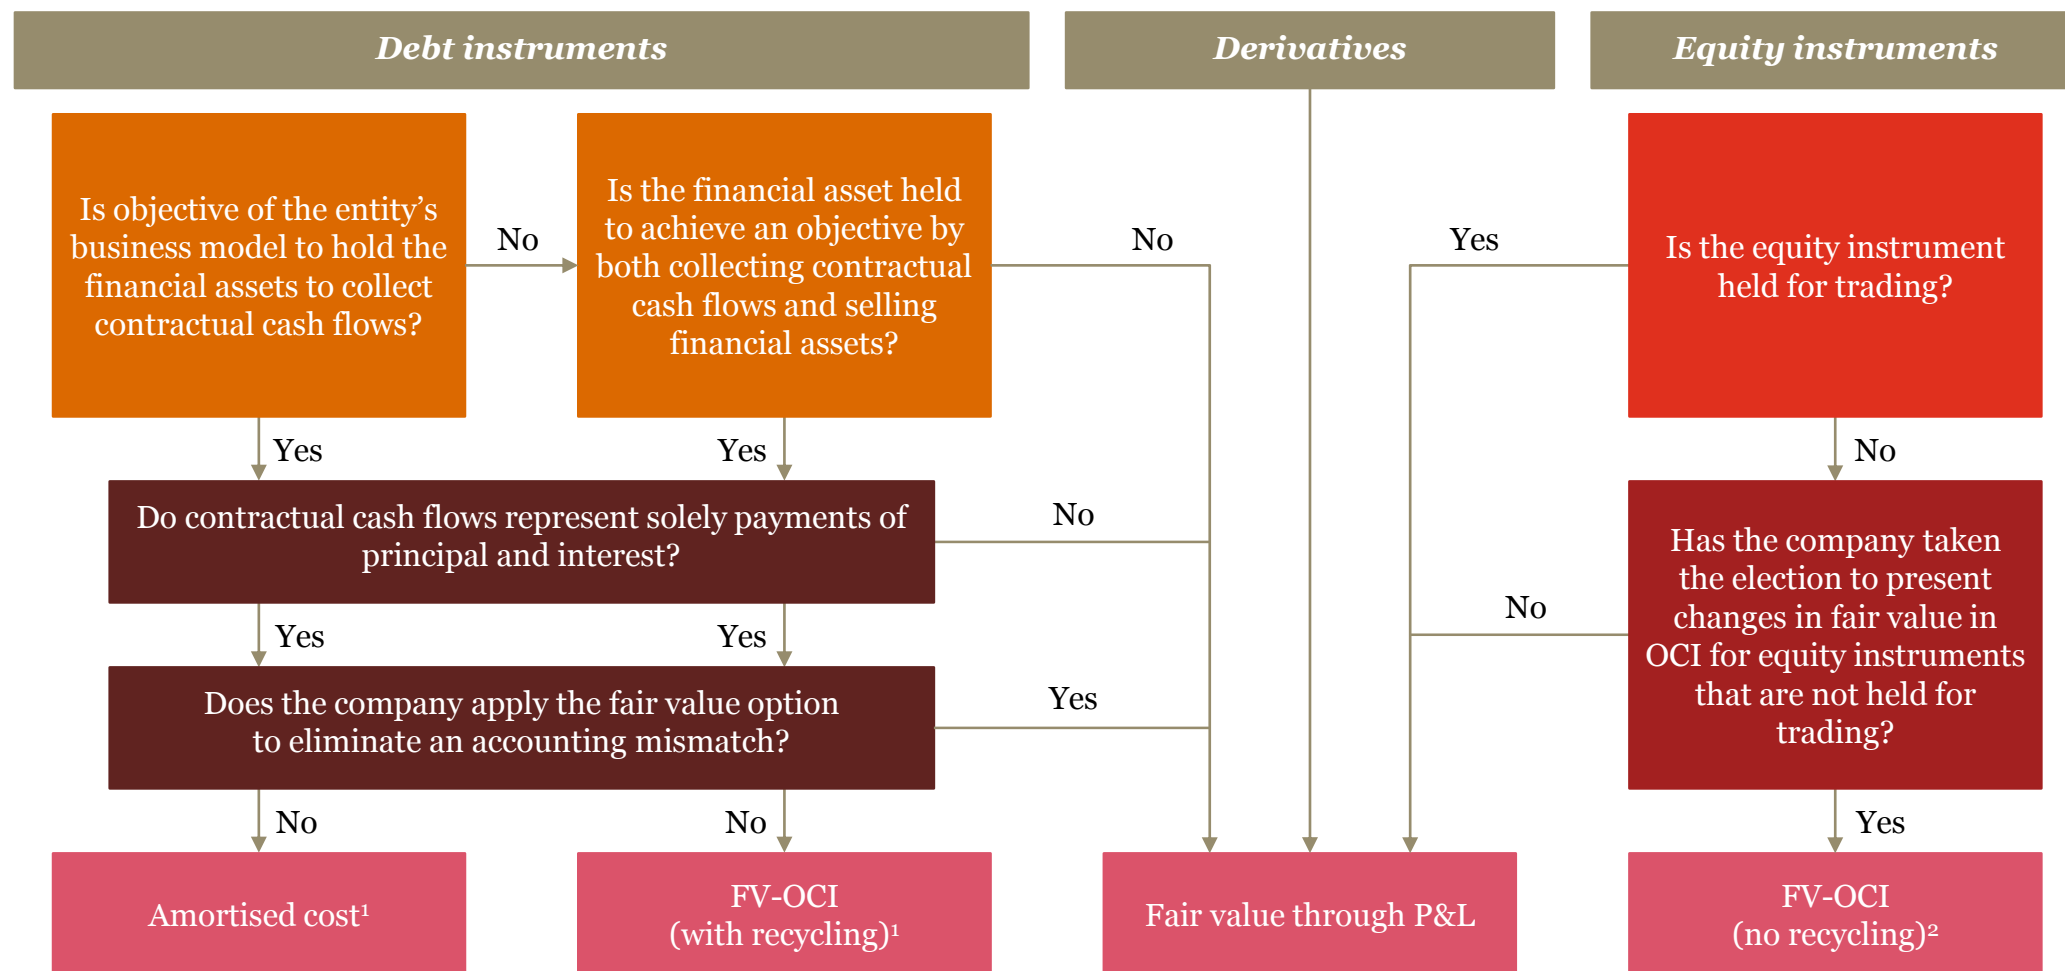 Debt instruments
Derivatives
Equity instruments
Is objective of the entity’s
business model to hold the
financial assets to collect
contractual cash flows?
No
Is the financial asset held
to achieve an objective by
both collecting contractual
cash flows and selling
financial assets?
No
Yes
Is the equity instrument
held for trading?
Yes
Yes
No
Do contractual cash flows represent solely payments of
principal and interest?
No
Has the company taken
the election to present
changes in fair value in
OCI for equity instruments
that are not held for
trading?
No
Yes
Yes
Does the company apply the fair value option
to eliminate an accounting mismatch?
Yes
No
No
Yes
Amortised cost¹
FV-OCI
(with recycling)¹
Fair value through P&L
FV-OCI
(no recycling)²